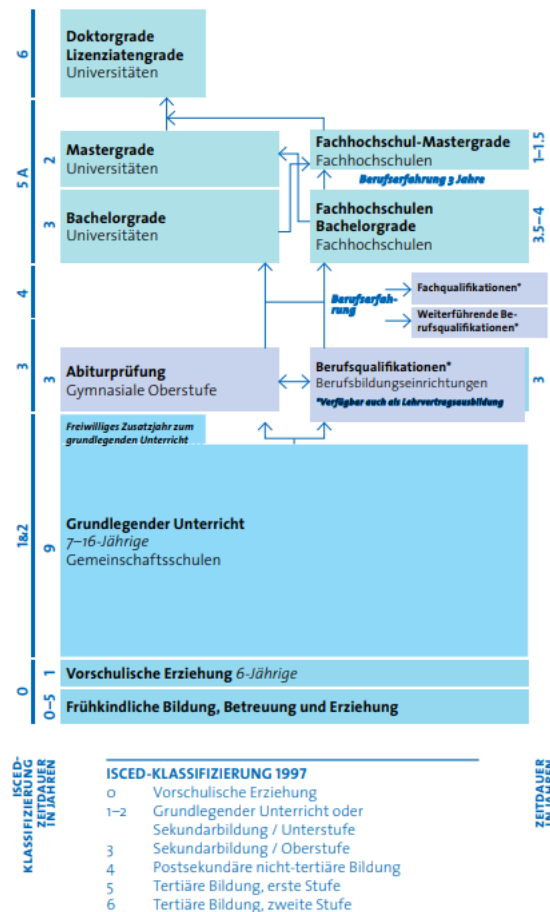 6
Doktorgrade
Lizenziatengrade
Universitäten
5 A
2
Mastergrade
Universitäten
Fachhochschul-Mastergrade
Fachhochschulen
1–1.5
Berufserfahrung 3 Jahre
3
Bachelorgrade
Universitäten
Fachhochschulen
Bachelorgrade
Fachhochschulen
3.5–4
4
Berufserfah-
rung
Fachqualifikationen*
Weiterführende Be-
rufsqualifikationen*
3
3
Abiturprüfung
Gymnasiale Oberstufe
Berufsqualifikationen*
Berufsbildungseinrichtungen
*Verfügbar auch als Lehrvertragsausbildung
3
Freiwilliges Zusatzjahr zum
grundlegenden Unterricht
1&2
9
Grundlegender Unterricht
7–16-Jährige
Gemeinschaftsschulen
0
1
Vorschulische Erziehung 6-Jährige
0–5
Frühkindliche Bildung, Betreuung und Erziehung
ISCED-
KLASSIFIZIERUNG
ZEITDAUER
IN JAHREN
ISCED-KLASSIFIZIERUNG 1997
0 Vorschulische Erziehung
1–2 Grundlegender Unterricht oder
Sekundarbildung / Unterstufe
3 Sekundarbildung / Oberstufe
4 Postsekundäre nicht-tertiäre Bildung
5 Tertiäre Bildung, erste Stufe
6 Tertiäre Bildung, zweite Stufe
ZEITDAUER
IN JAHREN